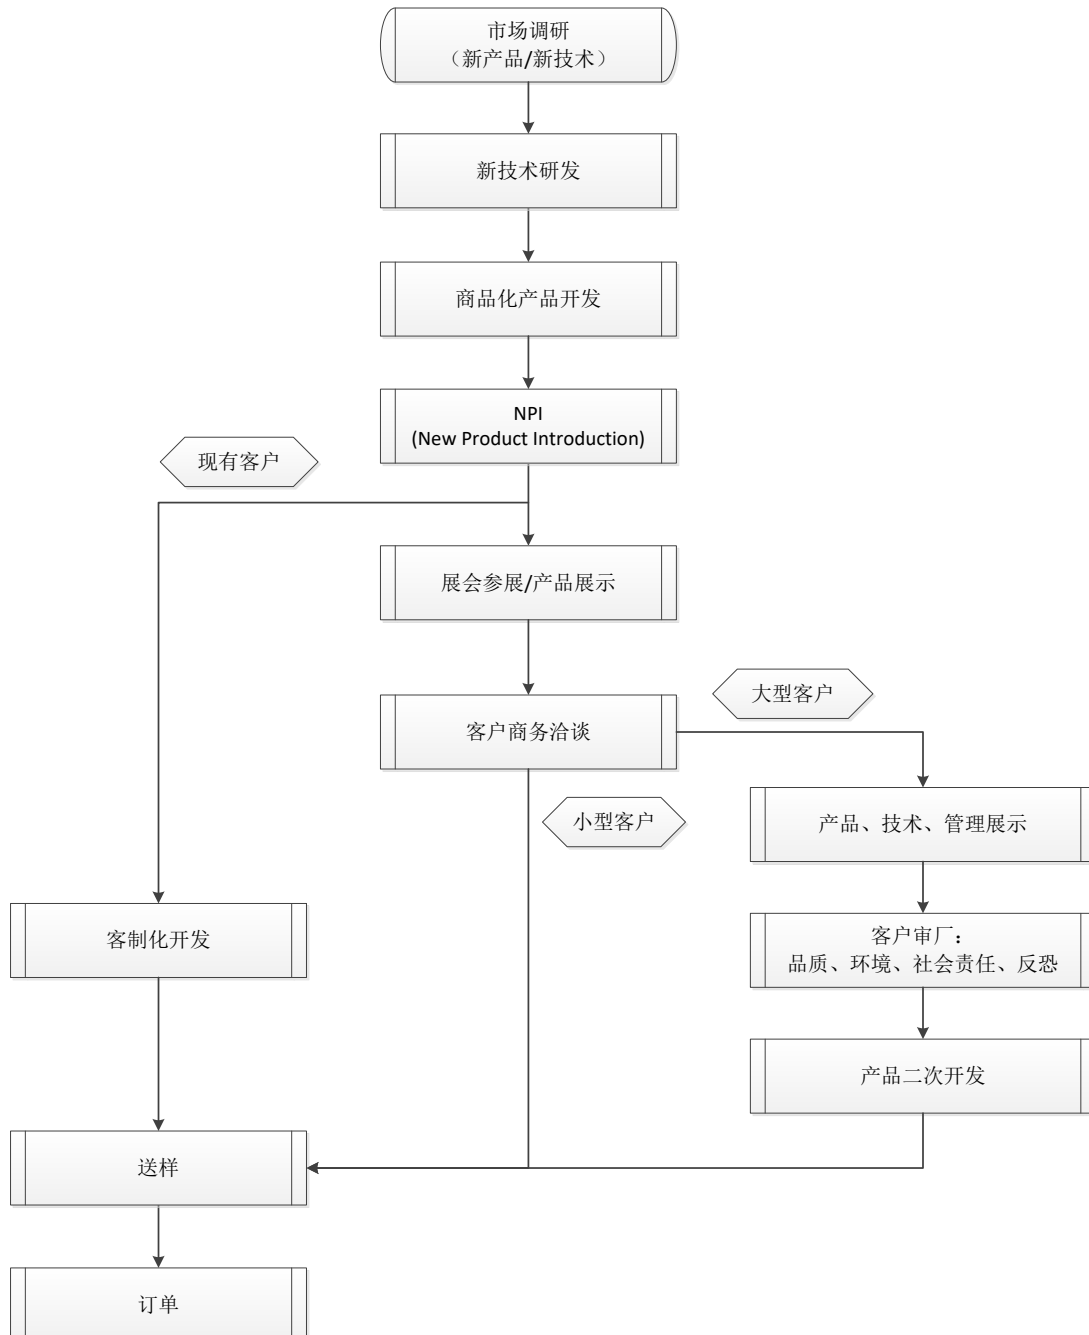 市场调研
（新产品/新技术）
新技术研发
商品化产品开发
NPI
(New Product Introduction)
现有客户
展会参展/产品展示
大型客户
客户商务洽谈
小型客户
产品、技术、管理展示
客制化开发
客户审厂：
品质、环境、社会责任、反恐
产品二次开发
送样
订单